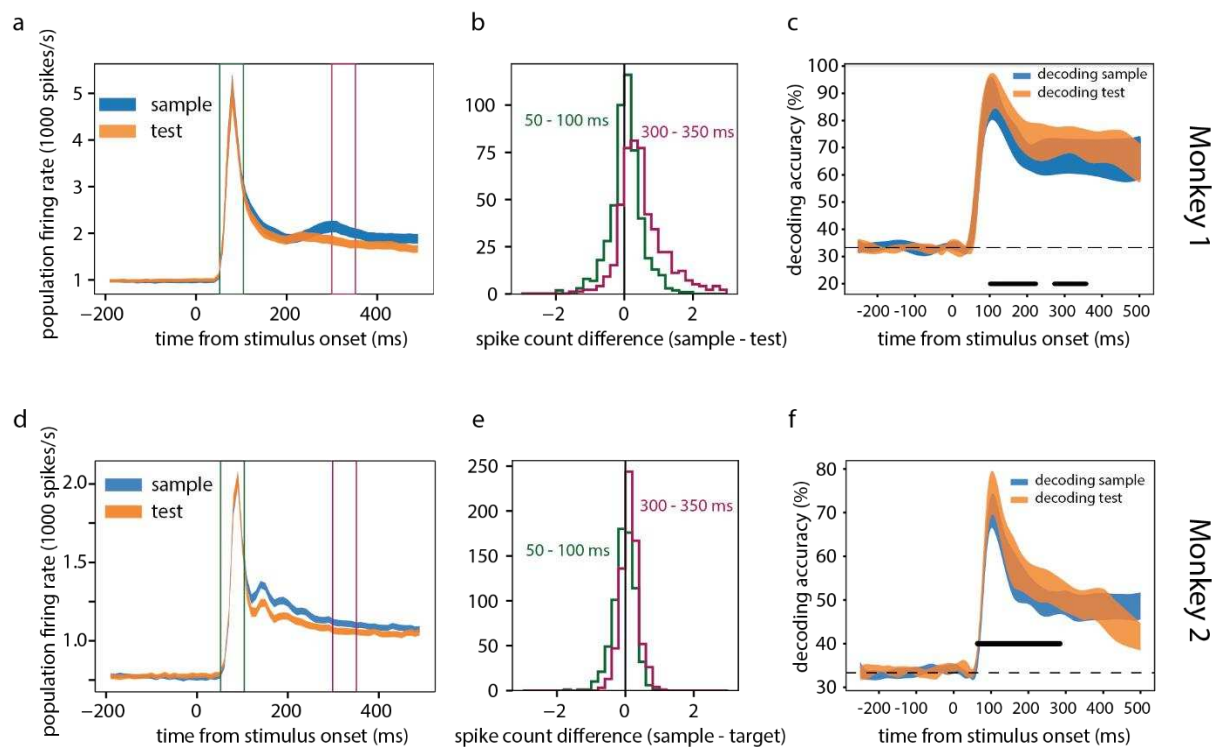 a
population firing rate (1000 spikes/s)
5
4
3
2
1
sample
test
−200
0
200
400
time from stimulus onset (ms)
b
100
75
50
25
0
50 - 100 ms
300 - 350 ms
−2
0
2
spike count difference (sample - test)
c
decoding accuracy (%)
100
90
80
70
60
50
40
30
20
decoding sample
decoding test
-200
-100
0
100
200
300
400
500
time from stimulus onset (ms)
Monkey 1
d
population firing rate (1000 spikes/s)
2.0
1.0
sample
test
−200
0
200
400
time from stimulus onset (ms)
e
250
200
150
100
50
0
50 - 100 ms
300 - 350 ms
−2
0
2
spike count difference (sample - target)
f
decoding accuracy (%)
80
70
60
50
40
30
decoding sample
decoding test
-200
-100
0
100
200
300
400
500
time from stimulus onset (ms)
Monkey 2